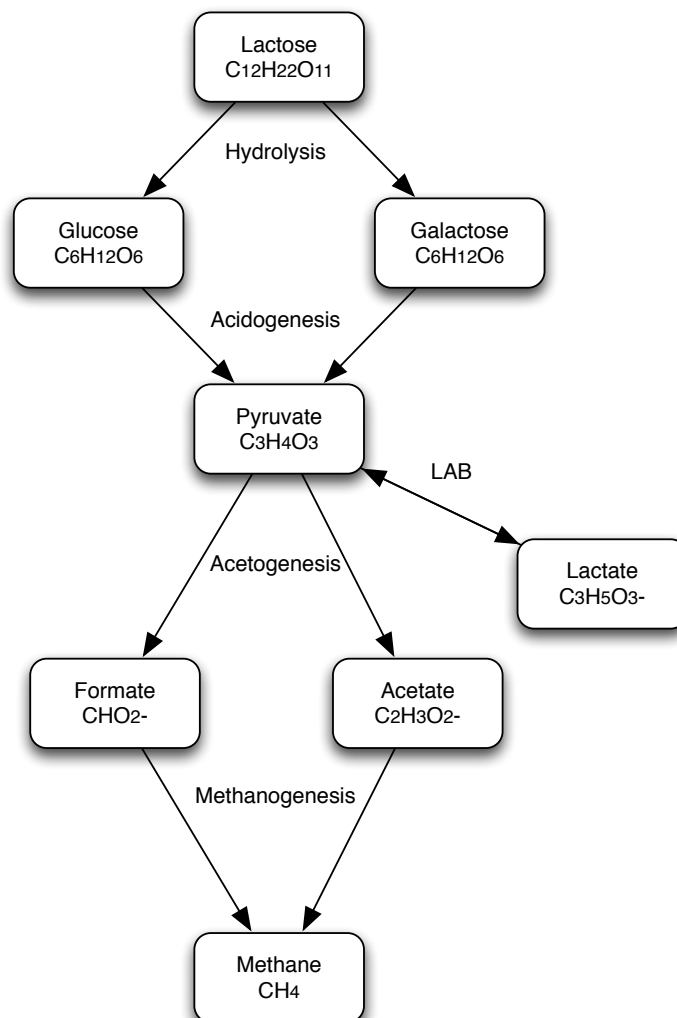 Lactose
C12H22O11
Hydrolysis
Glucose
C6H12O6
Galactose
C6H12O6
Acidogenesis
Pyruvate
C3H4O3
LAB
Acetogenesis
Lactate
C3H5O3-
Formate
CHO2-
Acetate
C2H3O2-
Methanogenesis
Methane
CH4